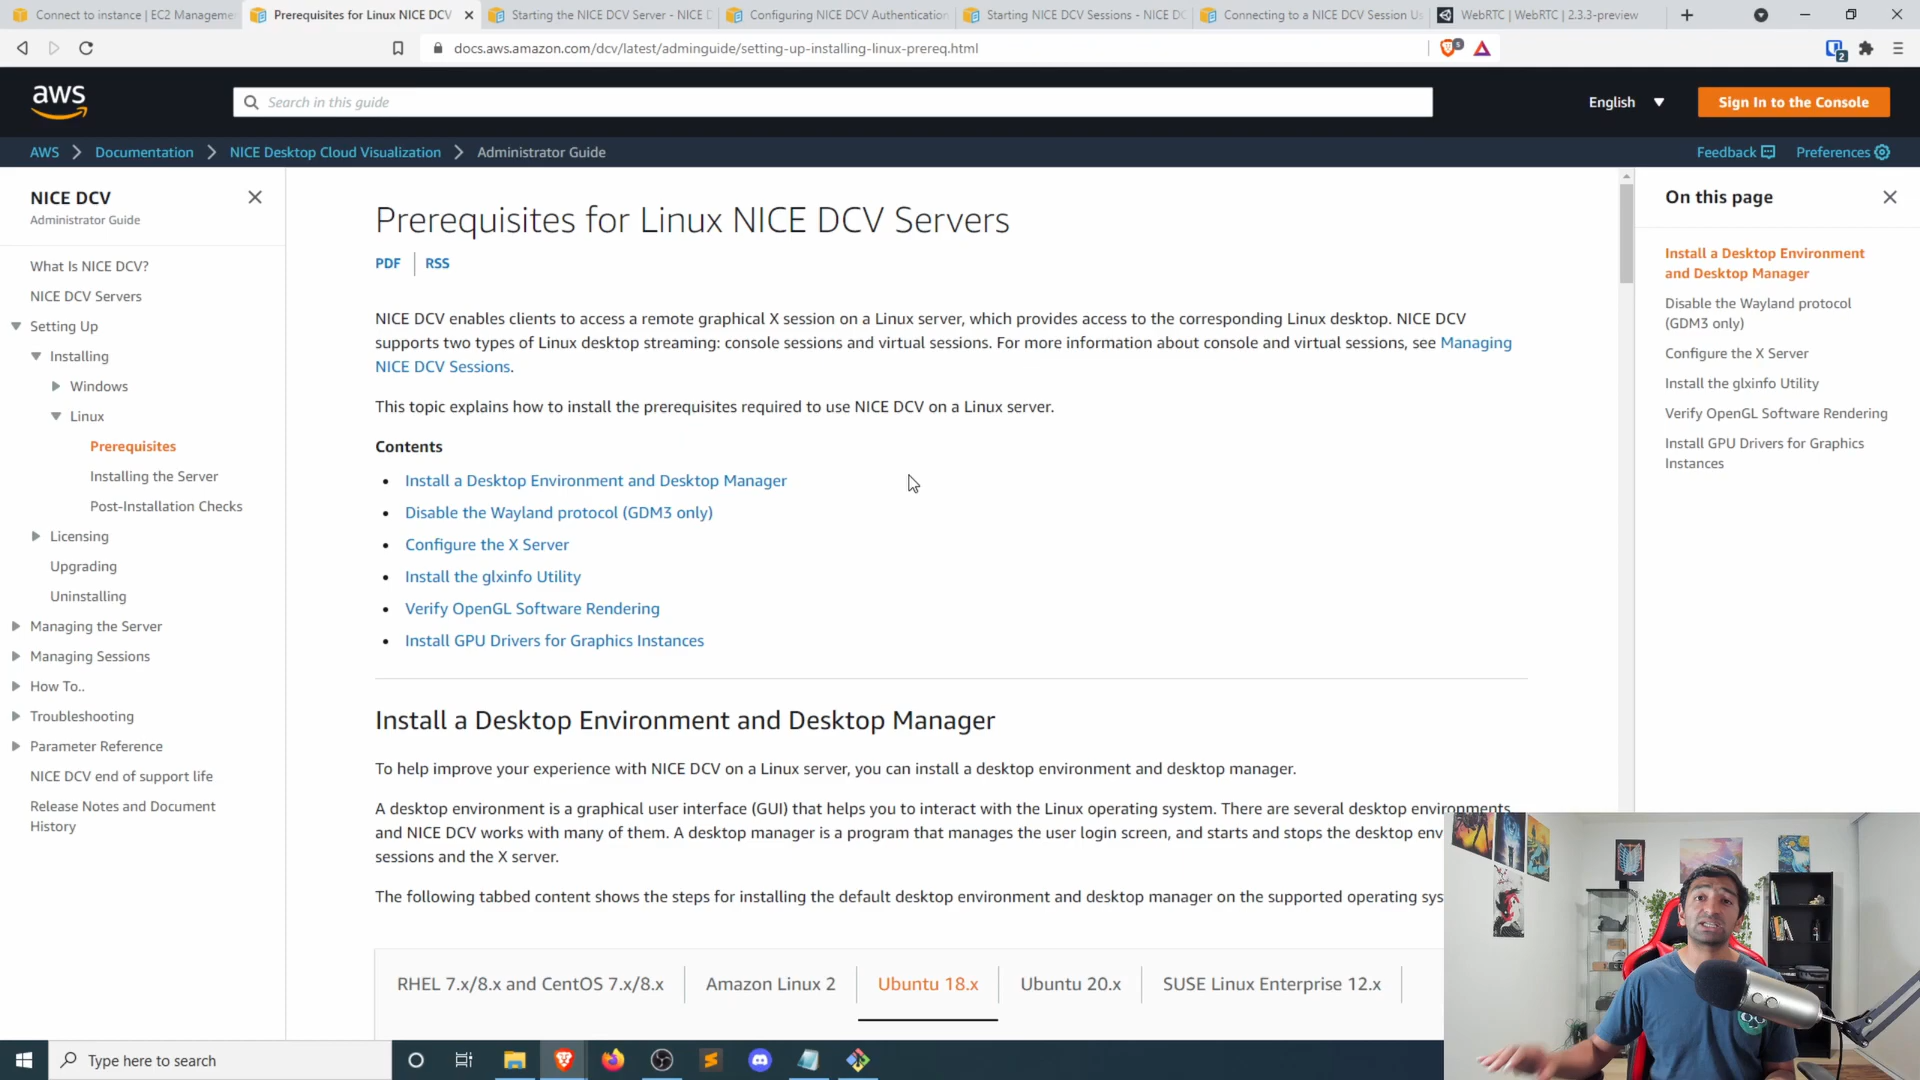 Connect to instance | EC2 Manageme
Prerequisites for Linux NICE DCV
Starting the NICE DCV Server - NICE D
Configuring NICE DCV Authentication
Starting NICE DCV Sessions - NICE DC
Connecting to a NICE DCV Session Us
WebRTC | WebRTC | 2.3.3-preview
docs.aws.amazon.com/dcv/latest/adminguide/setting-up-installing-linux-prereq.html
5
2
aws
Search in this guide
English
Sign In to the Console
AWS
Documentation
NICE Desktop Cloud Visualization
Administrator Guide
Feedback
Preferences
NICE DCV
Administrator Guide
What Is NICE DCV?
NICE DCV Servers
Setting Up
Installing
Windows
Linux
Prerequisites
Installing the Server
Post-Installation Checks
Licensing
Upgrading
Uninstalling
Managing the Server
Managing Sessions
How To..
Troubleshooting
Parameter Reference
NICE DCV end of support life
Release Notes and Document
History
Prerequisites for Linux NICE DCV Servers
PDF
RSS
NICE DCV enables clients to access a remote graphical X session on a Linux server, which provides access to the corresponding Linux desktop. NICE DCV
supports two types of Linux desktop streaming: console sessions and virtual sessions. For more information about console and virtual sessions, see Managing
NICE DCV Sessions.
This topic explains how to install the prerequisites required to use NICE DCV on a Linux server.
Contents
Install a Desktop Environment and Desktop Manager
Disable the Wayland protocol (GDM3 only)
Configure the X Server
Install the glxinfo Utility
Verify OpenGL Software Rendering
Install GPU Drivers for Graphics Instances
Install a Desktop Environment and Desktop Manager
To help improve your experience with NICE DCV on a Linux server, you can install a desktop environment and desktop manager.
A desktop environment is a graphical user interface (GUI) that helps you to interact with the Linux operating system. There are several desktop environments,
and NICE DCV works with many of them. A desktop manager is a program that manages the user login screen, and starts and stops the desktop env
sessions and the X server.
The following tabbed content shows the steps for installing the default desktop environment and desktop manager on the supported operating sys
RHEL 7.x/8.x and CentOS 7.x/8.x
Amazon Linux 2
Ubuntu 18.x
Ubuntu 20.x
SUSE Linux Enterprise 12.x
On this page
Install a Desktop Environment
and Desktop Manager
Disable the Wayland protocol
(GDM3 only)
Configure the X Server
Install the glxinfo Utility
Verify OpenGL Software Rendering
Install GPU Drivers for Graphics
Instances
Type here to search